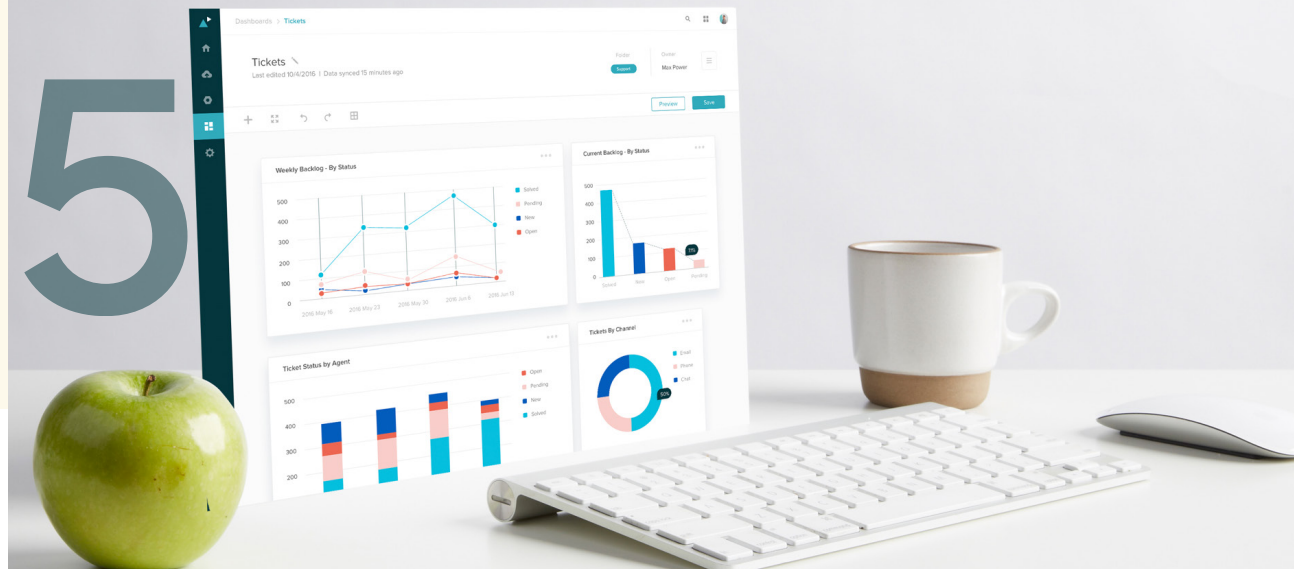 5
Dashboards > Tickets
Tickets
Last edited 10/4/2016 | Data synced 15 minutes ago
Folder
Support
Owner
Max Power
Preview
Save
Weekly Backlog - By Status
500
400
300
200
100
0
2016 May 16
2016 May 23
2016 May 30
2016 Jun 6
2016 Jun 13
Solved
Pending
New
Open
Current Backlog - By Status
500
400
300
200
100
0
11%
Solved
New
Open
Pending
Ticket Status by Agent
500
400
300
200
Open
Pending
New
Solved
Tickets By Channel
Email
Phone
Chat
50%